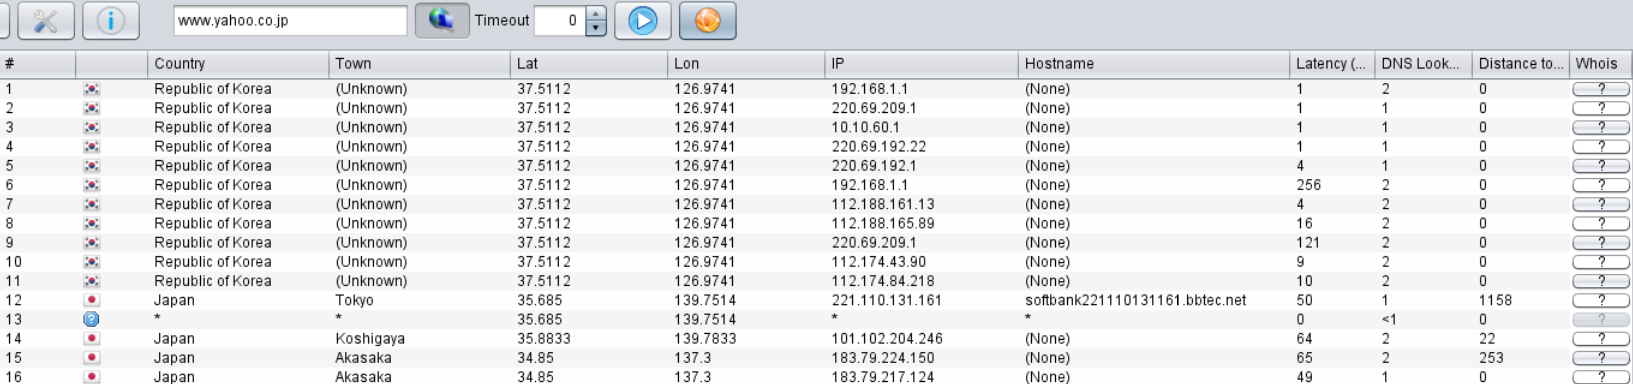 www.yahoo.co.jp Timeout 0
# Country Town Lat Lon IP Hostname Latency (... DNS Look... Distance to... Whois
1 Republic of Korea (Unknown) 37.5112 126.9741 192.168.1.1 (None) 1 2 0 ?
2 Republic of Korea (Unknown) 37.5112 126.9741 220.69.209.1 (None) 1 1 0 ?
3 Republic of Korea (Unknown) 37.5112 126.9741 10.10.60.1 (None) 1 1 0 ?
4 Republic of Korea (Unknown) 37.5112 126.9741 220.69.192.22 (None) 1 1 0 ?
5 Republic of Korea (Unknown) 37.5112 126.9741 220.69.192.1 (None) 4 1 0 ?
6 Republic of Korea (Unknown) 37.5112 126.9741 192.168.1.1 (None) 256 2 0 ?
7 Republic of Korea (Unknown) 37.5112 126.9741 112.188.161.13 (None) 4 2 0 ?
8 Republic of Korea (Unknown) 37.5112 126.9741 112.188.165.89 (None) 16 2 0 ?
9 Republic of Korea (Unknown) 37.5112 126.9741 220.69.209.1 (None) 121 2 0 ?
10 Republic of Korea (Unknown) 37.5112 126.9741 112.174.43.90 (None) 9 2 0 ?
11 Republic of Korea (Unknown) 37.5112 126.9741 112.174.84.218 (None) 10 2 0 ?
12 Japan Tokyo 35.685 139.7514 221.110.131.161 softbank221110131161.bbtec.net 50 1 1158 ?
13 ? * * 35.685 139.7514 * * 0 <1 0 ?
14 Japan Koshigaya 35.8833 139.7833 101.102.204.246 (None) 64 2 22 ?
15 Japan Akasaka 34.85 137.3 183.79.224.150 (None) 65 2 253 ?
16 Japan Akasaka 34.85 137.3 183.79.217.124 (None) 49 1 0 ?